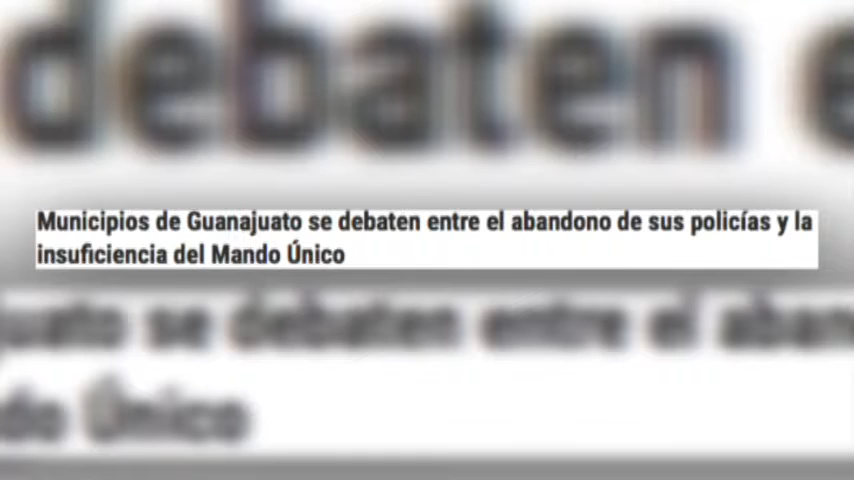 debaten e
Municipios de Guanajuato se debaten entre el abandono de sus policías y la
insuficiencia del Mando Único
juato se debaten entre el aban
do Único